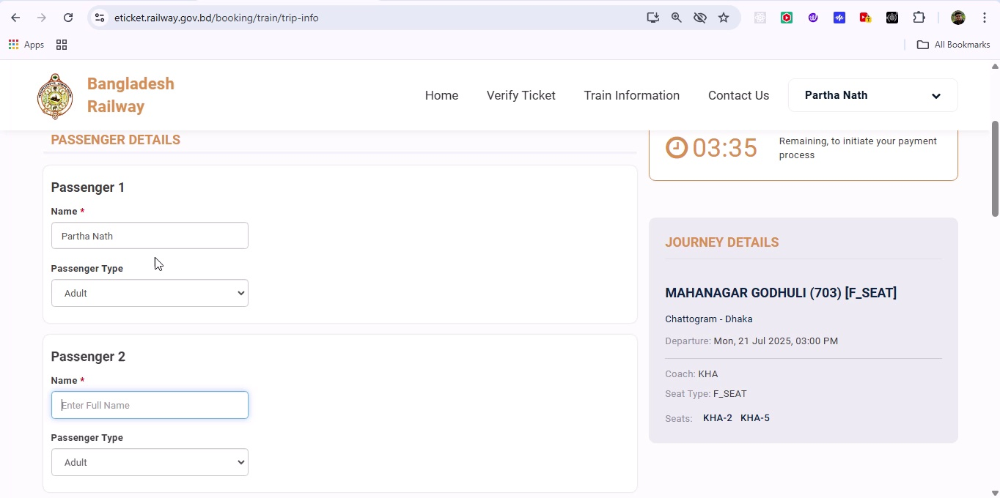 eticket.railway.gov.bd/booking/train/trip-info
Apps
All Bookmarks
Bangladesh
Railway
Home
Verify Ticket
Train Information
Contact Us
Partha Nath
PASSENGER DETAILS
Passenger 1
Name *
Partha Nath
Passenger Type
Adult
Passenger 2
Name *
Enter Full Name
Passenger Type
Adult
03:35
Remaining, to initiate your payment
process
JOURNEY DETAILS
MAHANAGAR GODHULI (703) [F_SEAT]
Chattogram - Dhaka
Departure: Mon, 21 Jul 2025, 03:00 PM
Coach: KHA
Seat Type: F_SEAT
Seats: KHA-2 KHA-5